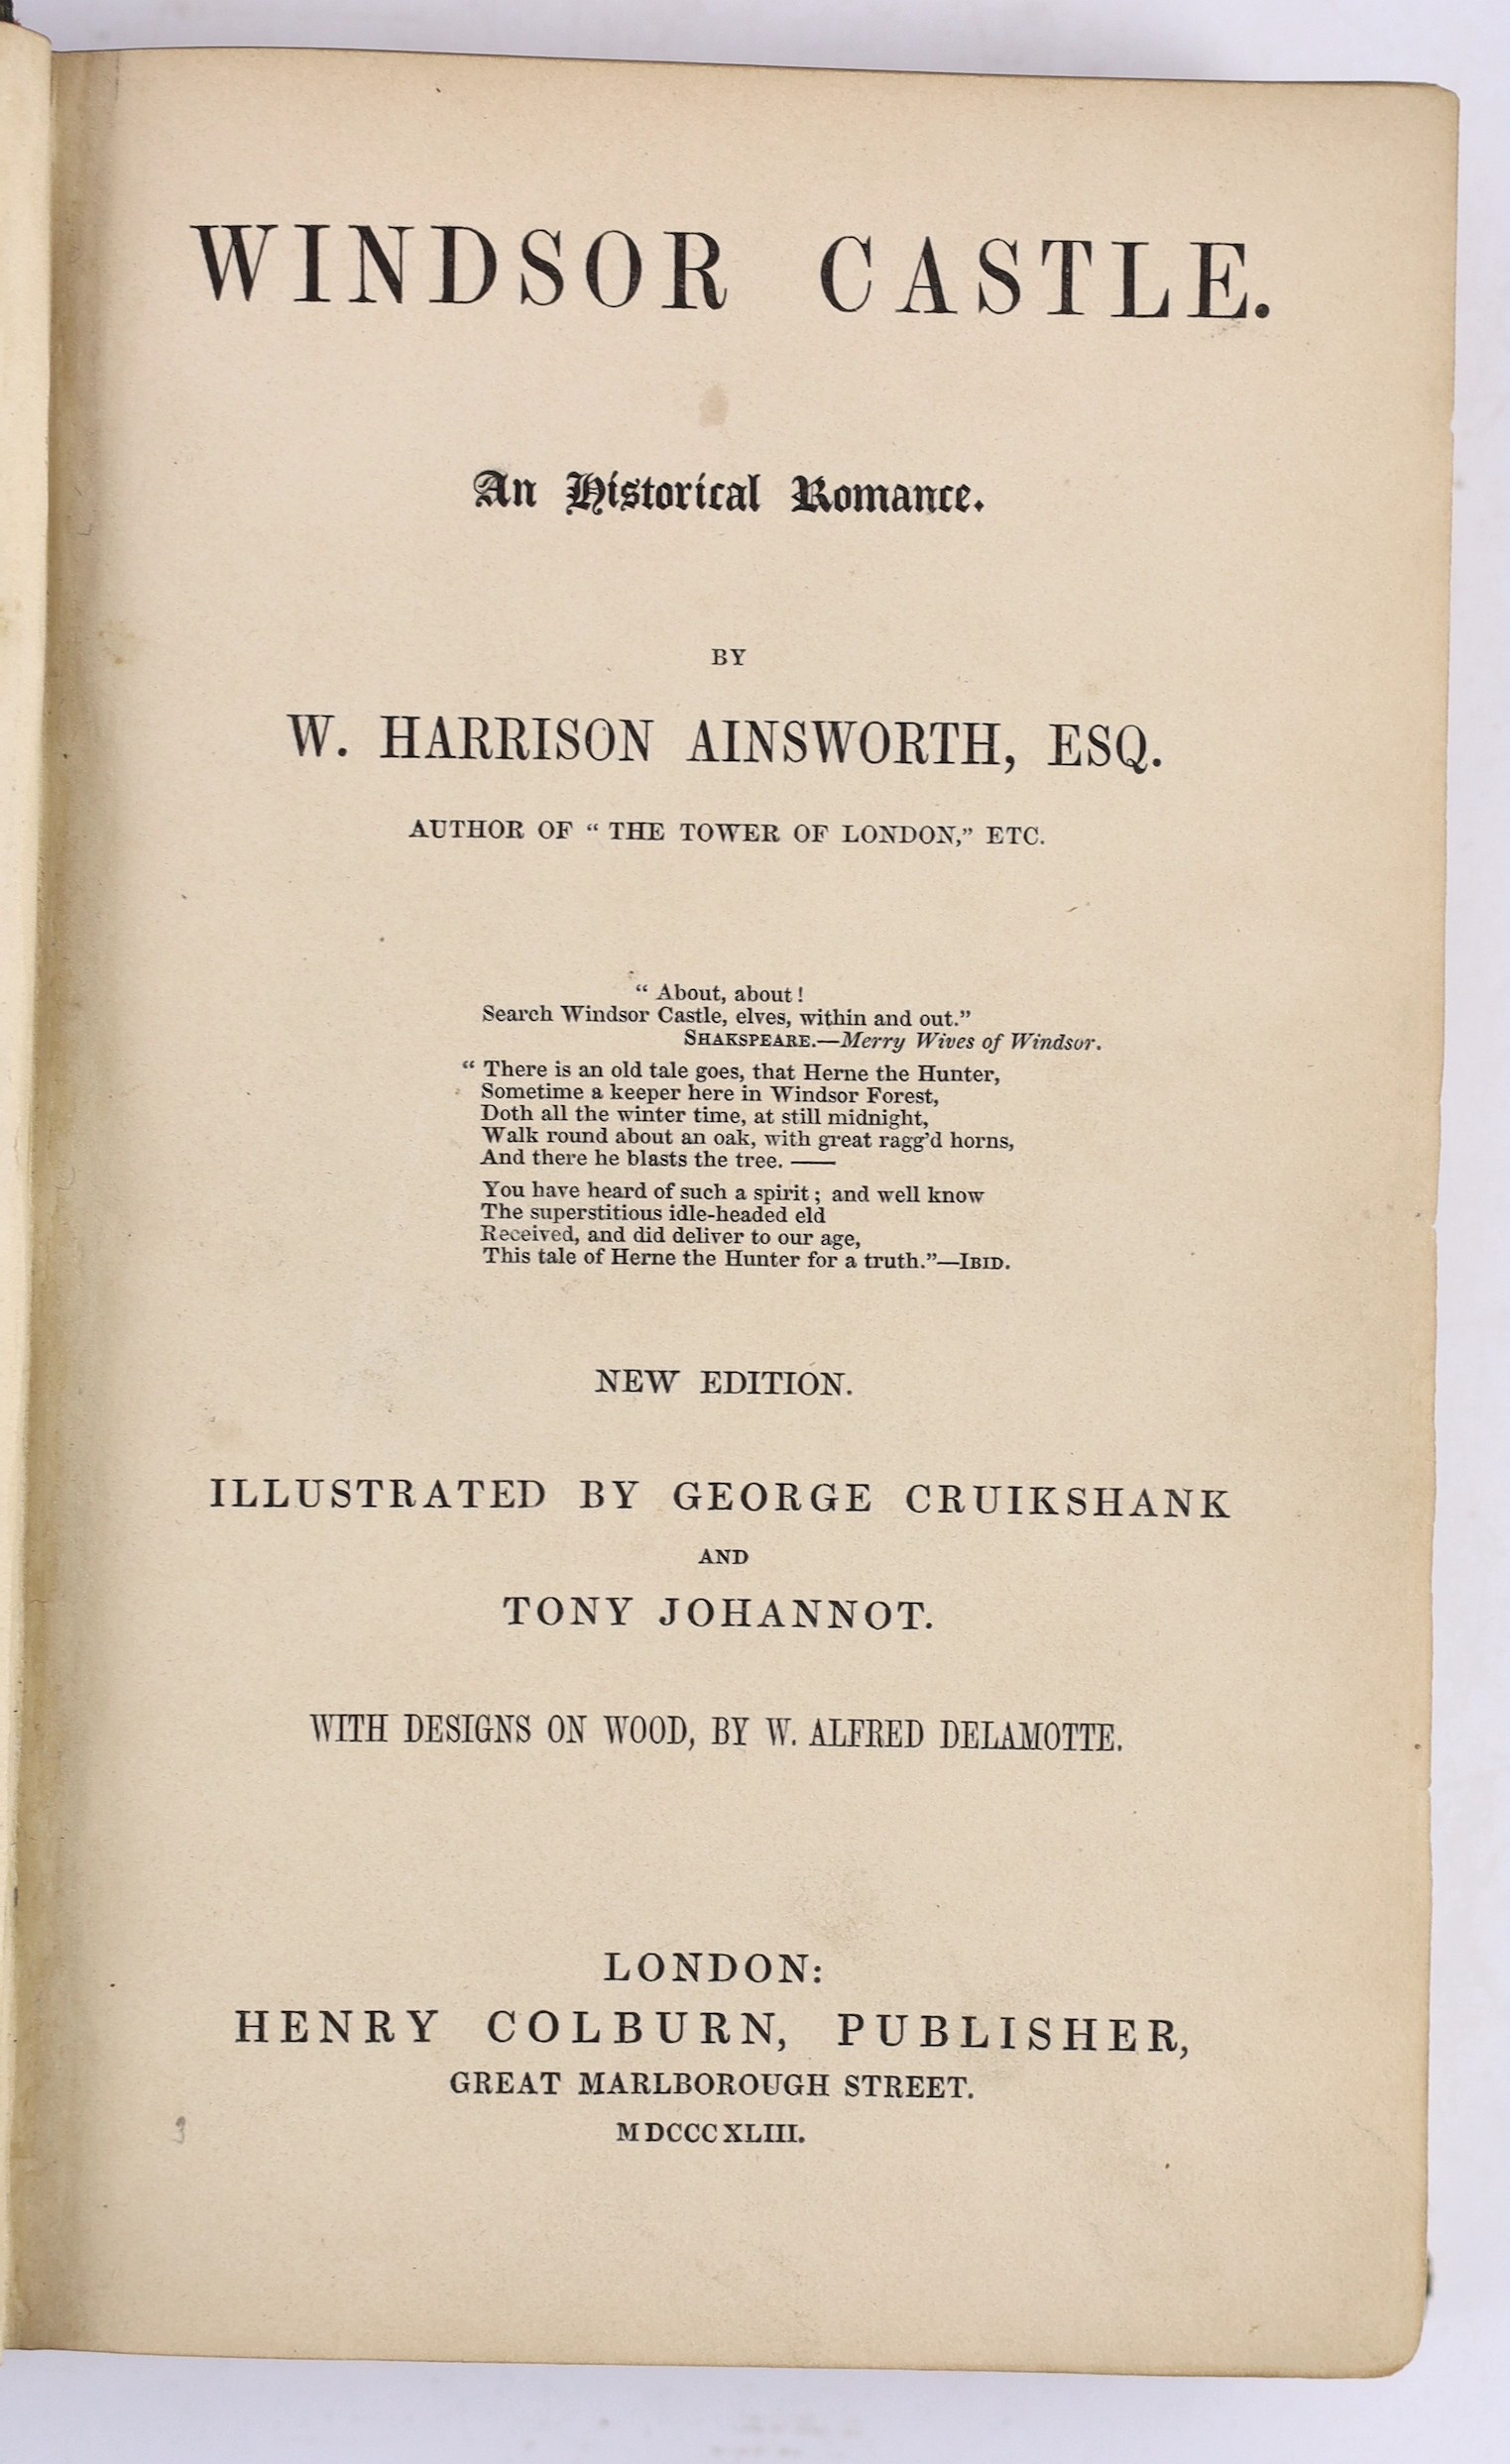 WINDSOR CASTLE.
An Historical Romance.
BY
W. HARRISON AINSWORTH, ESQ.
AUTHOR OF “ THE TOWER OF LONDON,” ETC.
“ About, about !
Search Windsor Castle, elves, within and out.”
SHAKSPEARE.—Merry Wives of Windsor.
“ There is an old tale goes, that Herne the Hunter,
Sometime a keeper here in Windsor Forest,
Doth all the winter time, at still midnight,
Walk round about an oak, with great ragg’d horns,
And there he blasts the tree. ——
You have heard of such a spirit ; and well know
The superstitious idle-headed eld
Received, and did deliver to our age,
This tale of Herne the Hunter for a truth.”—IBID.
NEW EDITION.
ILLUSTRATED BY GEORGE CRUIKSHANK
AND
TONY JOHANNOT.
WITH DESIGNS ON WOOD, BY W. ALFRED DELAMOTTE.
LONDON:
HENRY COLBURN, PUBLISHER,
GREAT MARLBOROUGH STREET.
MDCCCXLIII.
3